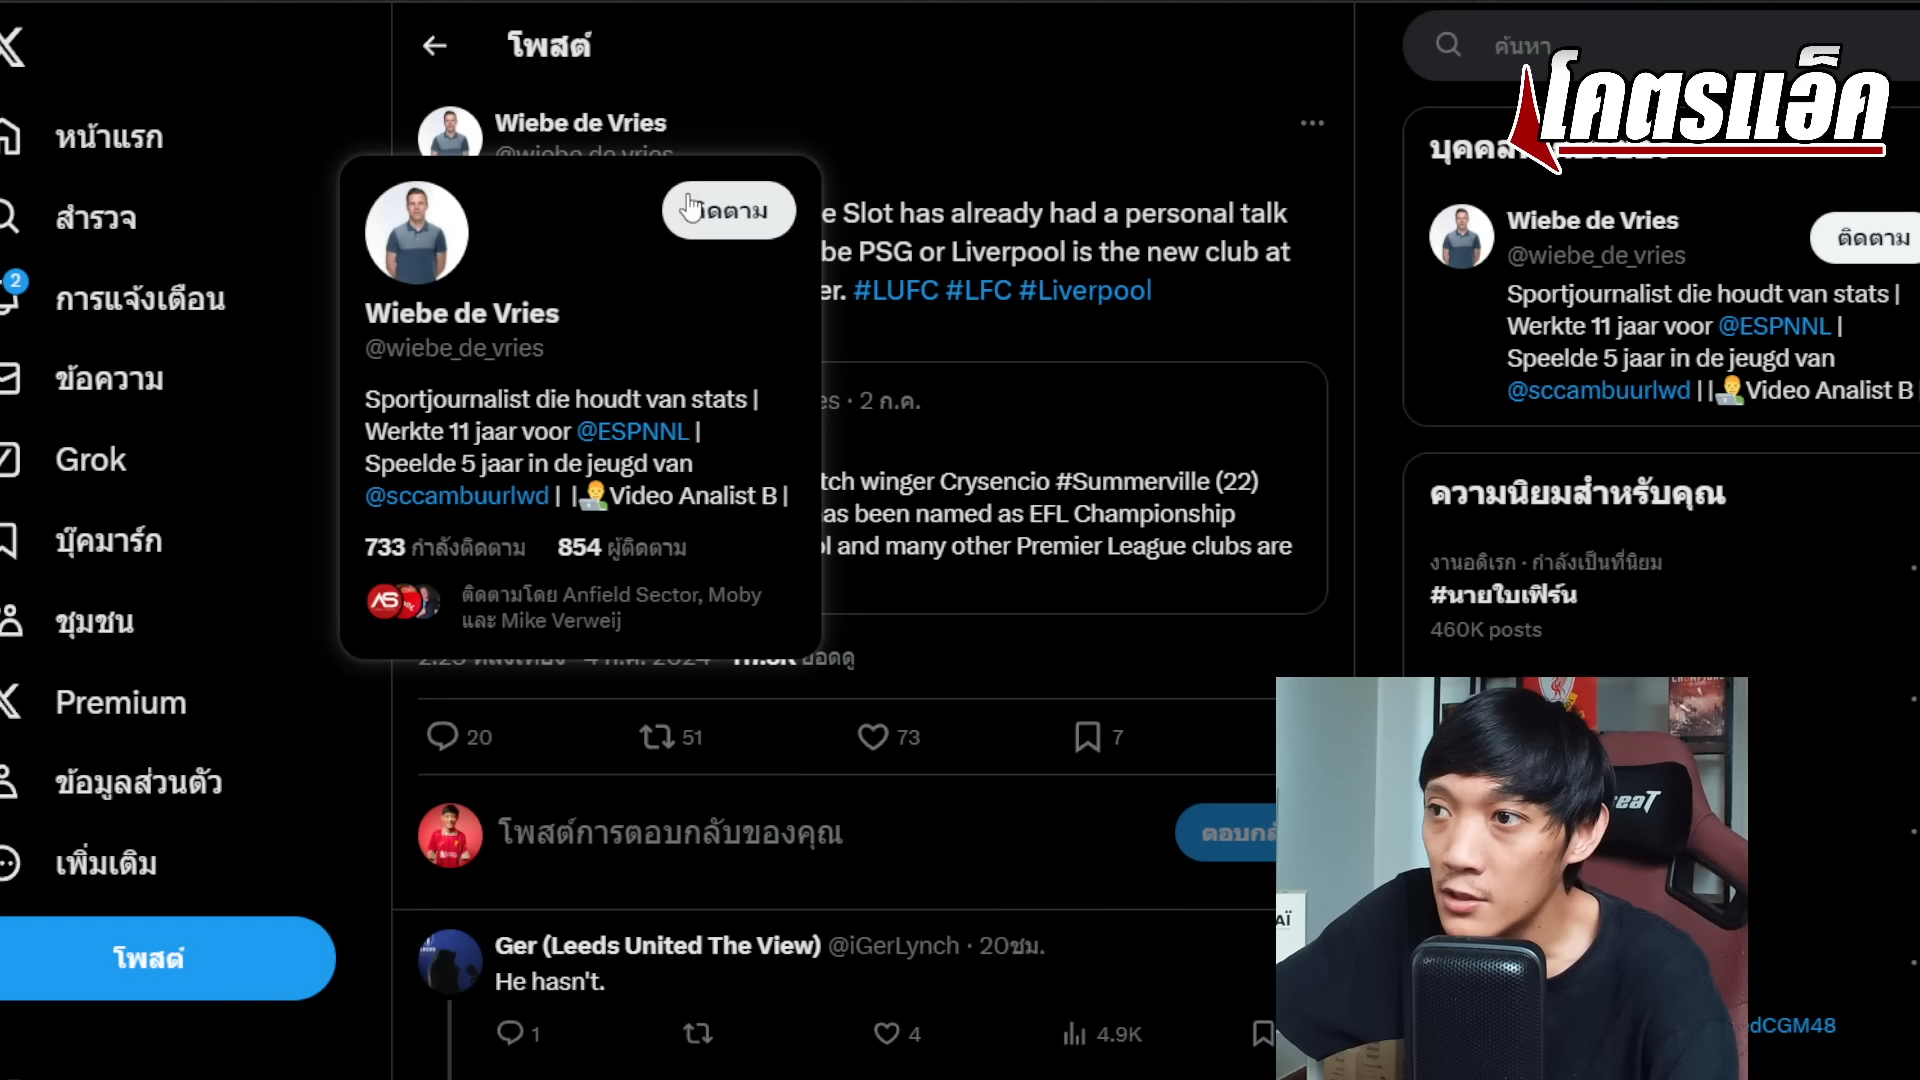 โพสต์
ค้นหา
โคตรแอ็ค
หน้าแรก
สำรวจ
2
การแจ้งเตือน
ข้อความ
Grok
บุ๊คมาร์ก
ชุมชน
Premium
ข้อมูลส่วนตัว
เพิ่มเติม
โพสต์
Wiebe de Vries
@wiebe_de_vries
e Slot has already had a personal talk
be PSG or Liverpool is the new club at
er. #LUFC #LFC #Liverpool
ติดตาม
Wiebe de Vries
@wiebe_de_vries
Sportjournalist die houdt van stats |
Werkte 11 jaar voor @ESPNNL |
Speelde 5 jaar in de jeugd van
@sccambuurlwd | | Video Analist B |
733 กำลังติดตาม 854 ผู้ติดตาม
ติดตามโดย Anfield Sector, Moby
และ Mike Verweij
es · 2 ก.ค.
tch winger Crysencio #Summerville (22)
as been named as EFL Championship
l and many other Premier League clubs are
ยอดดู
20 51 73 7
โพสต์การตอบกลับของคุณ
ตอบกลั
Ger (Leeds United The View) @iGerLynch · 20ชม.
He hasn't.
1 4 4.9K
บุคคล
Wiebe de Vries
@wiebe_de_vries
ติดตาม
Sportjournalist die houdt van stats |
Werkte 11 jaar voor @ESPNNL |
Speelde 5 jaar in de jeugd van
@sccambuurlwd | | Video Analist B |
ความนิยมสำหรับคุณ
งานอดิเรก · กำลังเป็นที่นิยม
#นายใบเฟิร์น
460K posts
dCGM48